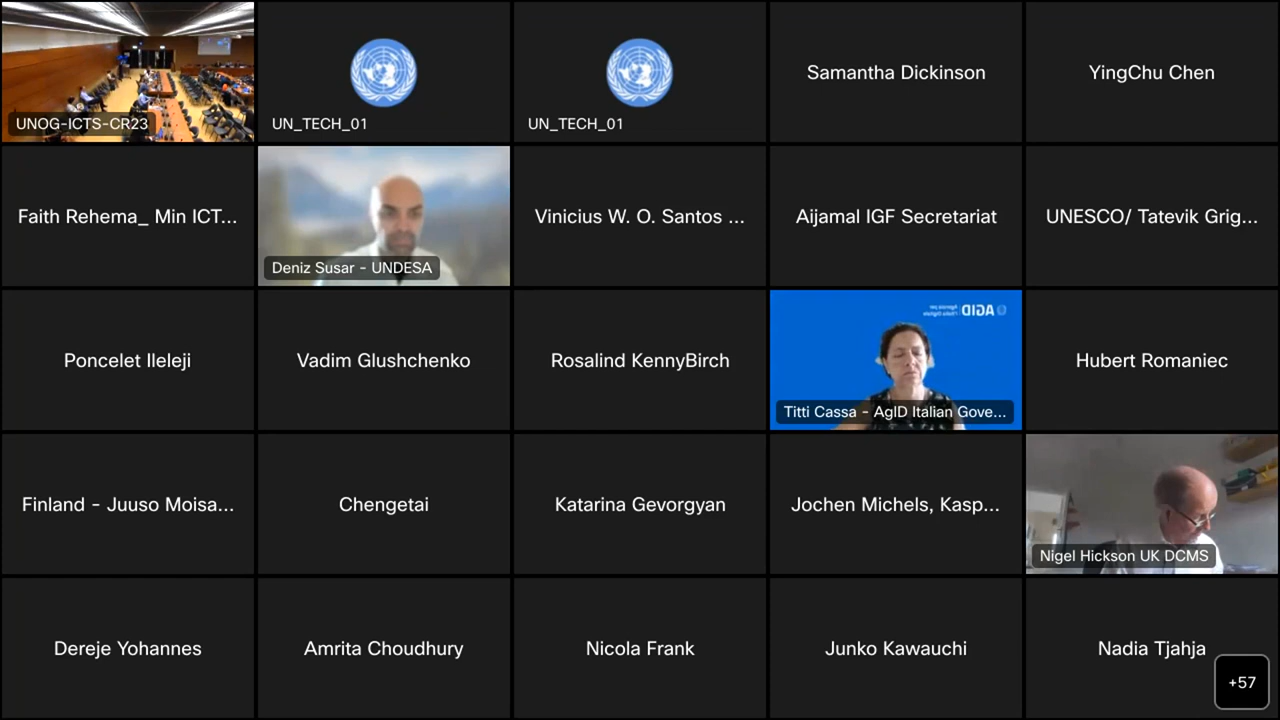 UNOG-ICTS-CR23
UN_TECH_01
UN_TECH_01
Samantha Dickinson
YingChu Chen
Faith Rehema_ Min ICT...
Deniz Susar - UNDESA
Vinicius W. O. Santos ...
Aijamal IGF Secretariat
UNESCO/ Tatevik Grig...
Poncelet Ileleji
Vadim Glushchenko
Rosalind KennyBirch
AGID
Titti Cassa - AgID Italian Gove...
Hubert Romaniec
Finland - Juuso Moisa...
Chengetai
Katarina Gevorgyan
Jochen Michels, Kasp...
Nigel Hickson UK DCMS
Dereje Yohannes
Amrita Choudhury
Nicola Frank
Junko Kawauchi
Nadia Tjahja
+57